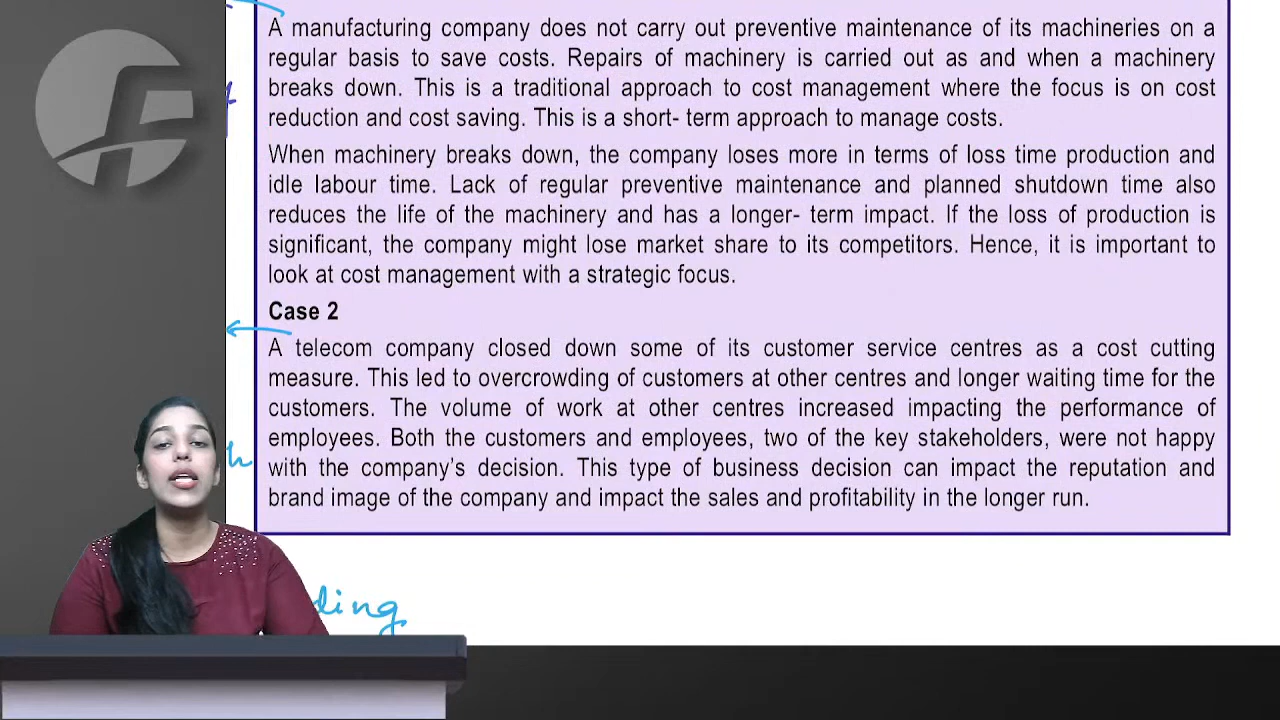 A manufacturing company does not carry out preventive maintenance of its machineries on a
regular basis to save costs. Repairs of machinery is carried out as and when a machinery
breaks down. This is a traditional approach to cost management where the focus is on cost
reduction and cost saving. This is a short- term approach to manage costs.
When machinery breaks down, the company loses more in terms of loss time production and
idle labour time. Lack of regular preventive maintenance and planned shutdown time also
reduces the life of the machinery and has a longer- term impact. If the loss of production is
significant, the company might lose market share to its competitors. Hence, it is important to
look at cost management with a strategic focus.
Case 2
A telecom company closed down some of its customer service centres as a cost cutting
measure. This led to overcrowding of customers at other centres and longer waiting time for the
customers. The volume of work at other centres increased impacting the performance of
employees. Both the customers and employees, two of the key stakeholders, were not happy
with the company's decision. This type of business decision can impact the reputation and
brand image of the company and impact the sales and profitability in the longer run.
ding